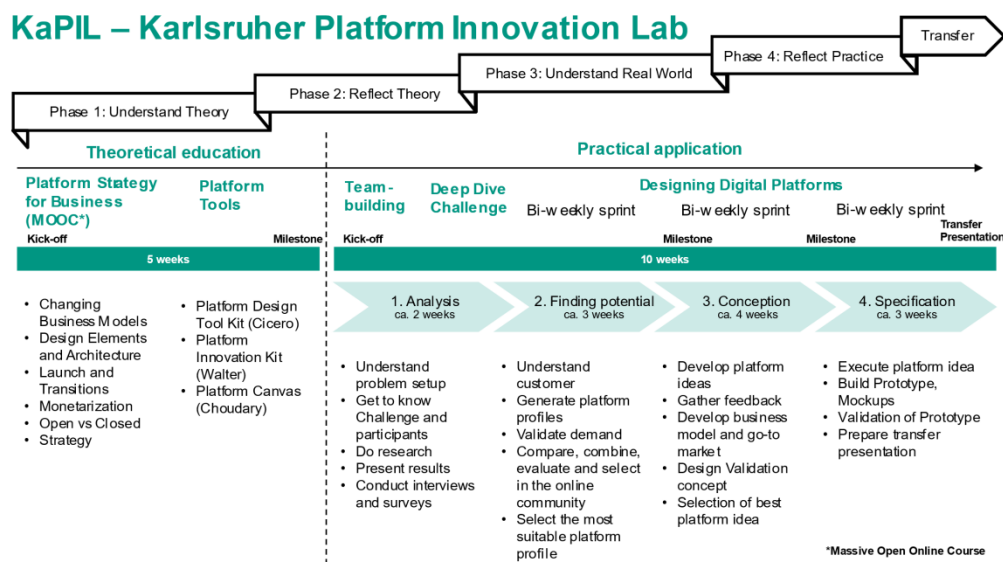 KaPIL – Karlsruher Platform Innovation Lab
Transfer
Phase 4: Reflect Practice
Phase 3: Understand Real World
Phase 2: Reflect Theory
Phase 1: Understand Theory
Theoretical education
Practical application
Platform Strategy
for Business
(MOOC*)
Platform
Tools
Team-
building
Deep Dive
Challenge
Designing Digital Platforms
Bi-weekly sprint
Bi-weekly sprint
Bi-weekly sprint
Kick-off
Milestone
Kick-off
Milestone
Milestone
Transfer
Presentation
5 weeks
10 weeks
• Changing
Business Models
• Design Elements
and Architecture
• Launch and
Transitions
• Monetarization
• Open vs Closed
• Strategy
• Platform Design
Tool Kit (Cicero)
• Platform
Innovation Kit
(Walter)
• Platform Canvas
(Choudary)
1. Analysis
ca. 2 weeks
• Understand
problem setup
• Get to know
Challenge and
participants
• Do research
• Present results
• Conduct interviews
and surveys
2. Finding potential
ca. 3 weeks
• Understand
customer
• Generate platform
profiles
• Validate demand
• Compare, combine,
evaluate and select
in the online
community
• Select the most
suitable platform
profile
3. Conception
ca. 4 weeks
• Develop platform
ideas
• Gather feedback
• Develop business
model and go-to
market
• Design Validation
concept
• Selection of best
platform idea
4. Specification
ca. 3 weeks
• Execute platform idea
• Build Prototype,
Mockups
• Validation of Prototype
• Prepare transfer
presentation
*Massive Open Online Course